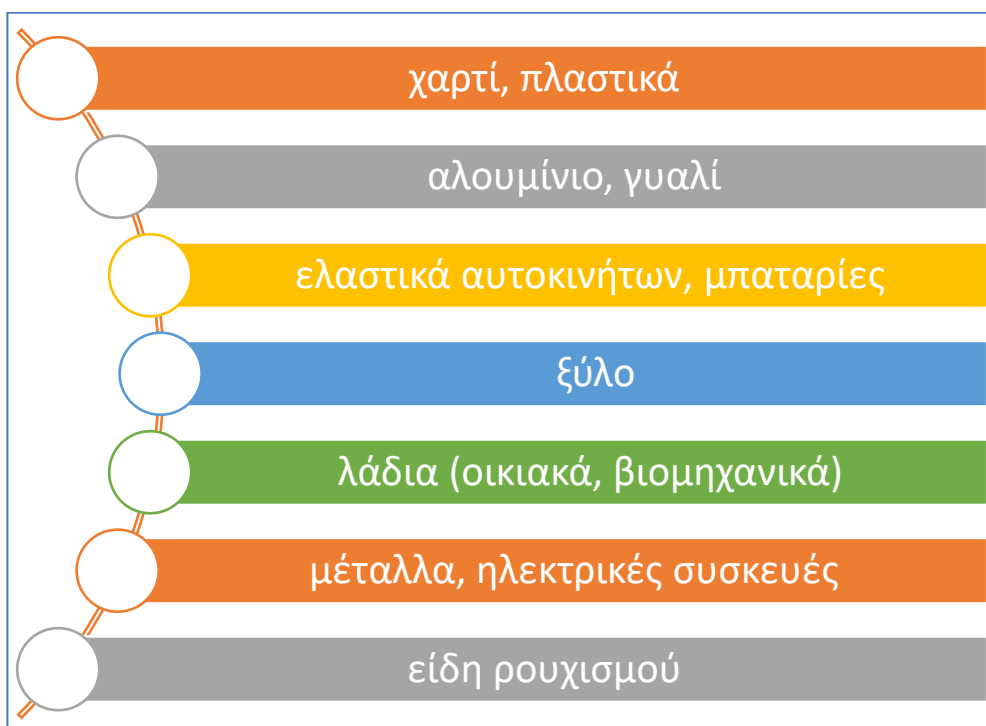 χαρτί, πλαστικά
αλουμίνιο, γυαλί
ελαστικά αυτοκινήτων, μπαταρίες
ξύλο
λάδια (οικιακά, βιομηχανικά)
μέταλλα, ηλεκτρικές συσκευές
είδη ρουχισμού